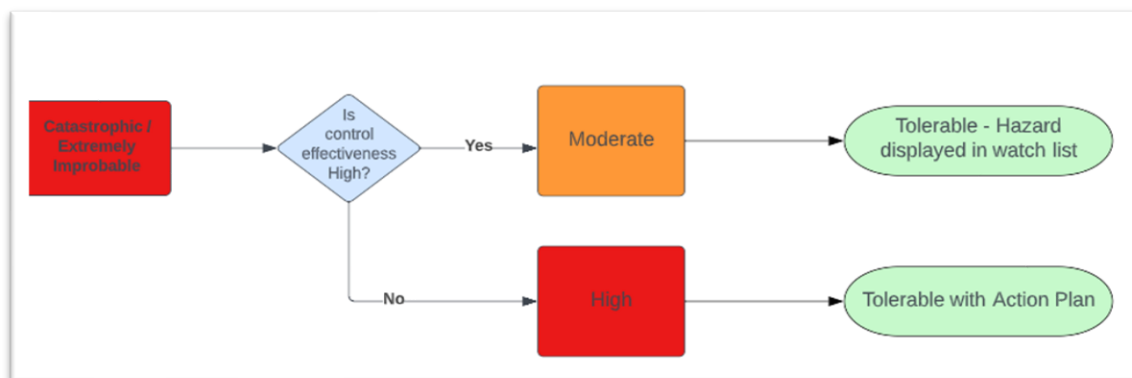 Catastrophic /
Extremely
Improbable
Is
control
effectiveness
High?
Yes
Moderate
Tolerable - Hazard
displayed in watch list
No
High
Tolerable with Action Plan